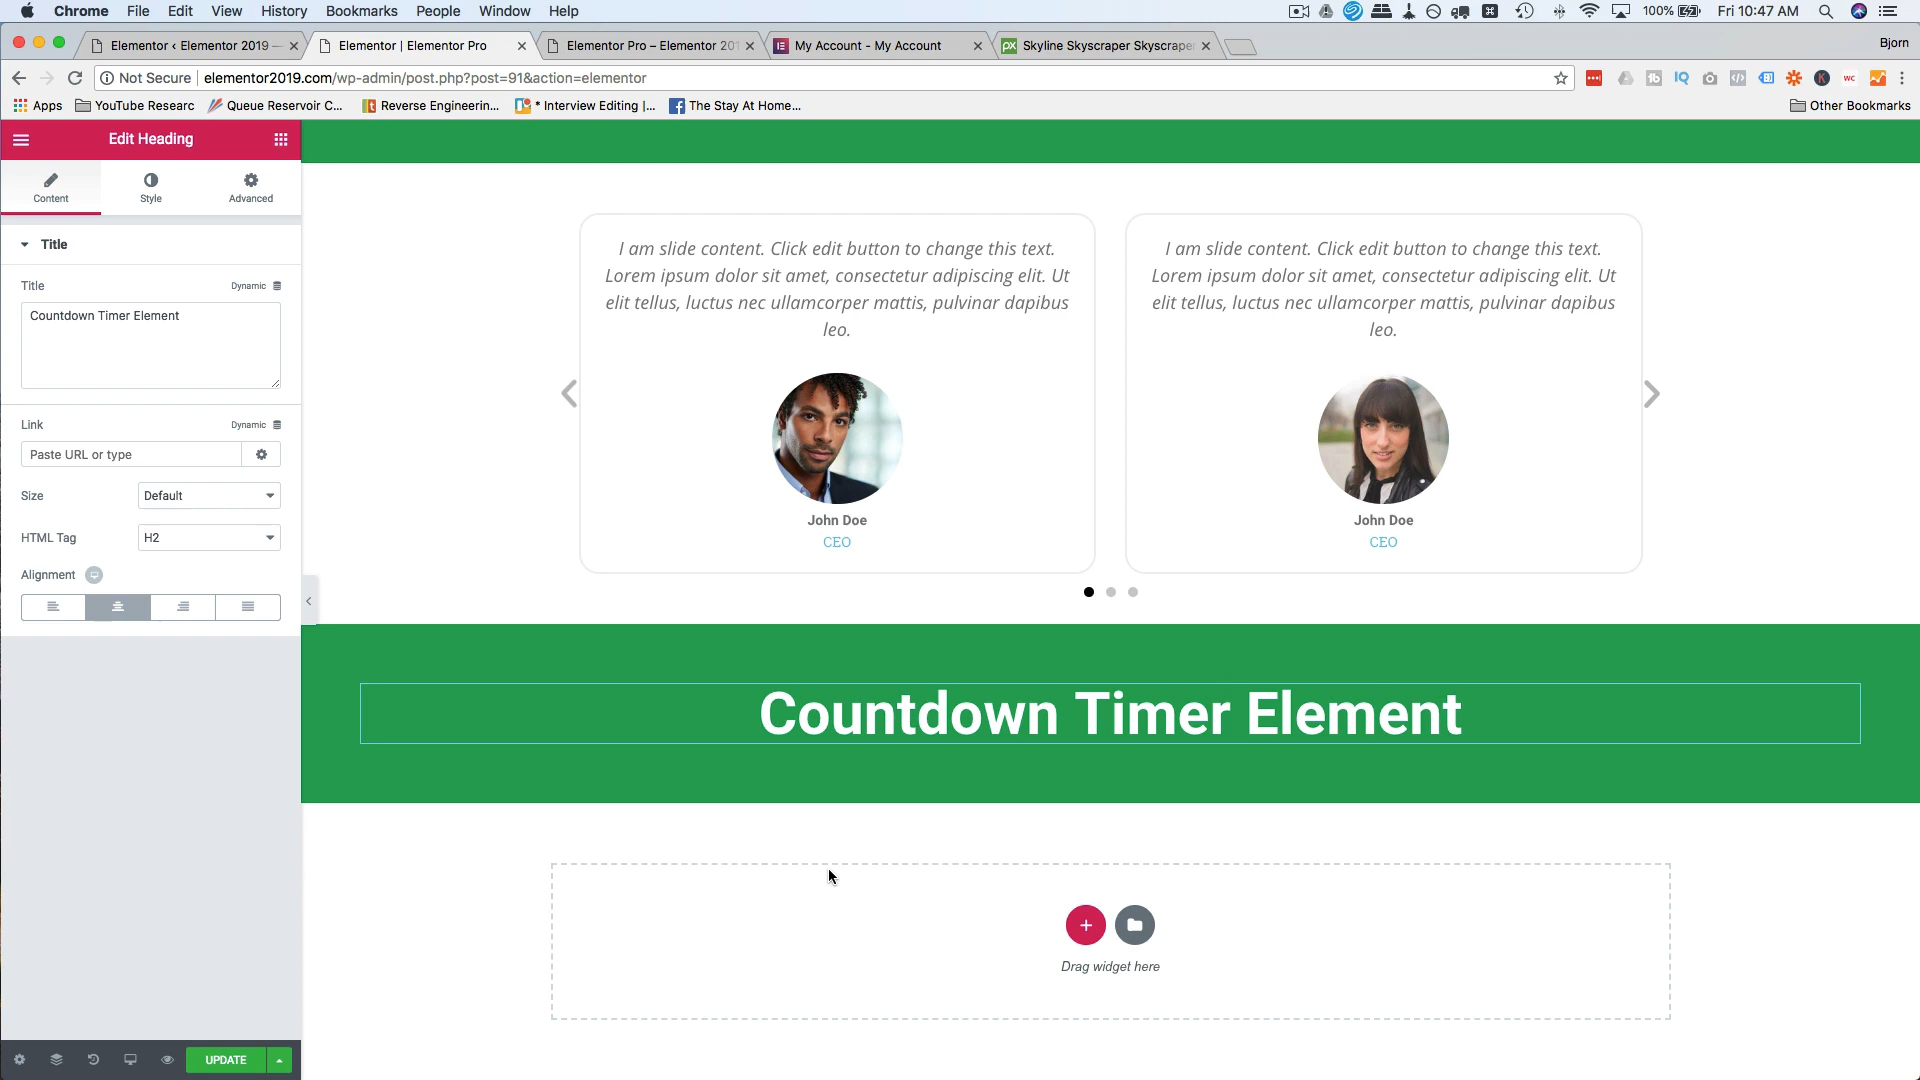 Chrome File Edit View History Bookmarks People Window Help 100% Fri 10:47 AM
Elementor ‹ Elementor 2019 — Elementor | Elementor Pro Elementor Pro – Elementor 201 My Account - My Account Skyline Skyscraper Skyscraper Bjorn
Not Secure elementor2019.com/wp-admin/post.php?post=91&action=elementor
Apps YouTube Researc Queue Reservoir C... Reverse Engineerin... * Interview Editing |... The Stay At Home... Other Bookmarks
Edit Heading
Content Style Advanced
Title
Title Dynamic
Countdown Timer Element
Link Dynamic
Paste URL or type
Size Default
HTML Tag H2
Alignment
UPDATE
I am slide content. Click edit button to change this text.
Lorem ipsum dolor sit amet, consectetur adipiscing elit. Ut
elit tellus, luctus nec ullamcorper mattis, pulvinar dapibus
leo.
John Doe
CEO
I am slide content. Click edit button to change this text.
Lorem ipsum dolor sit amet, consectetur adipiscing elit. Ut
elit tellus, luctus nec ullamcorper mattis, pulvinar dapibus
leo.
John Doe
CEO
Countdown Timer Element
Drag widget here